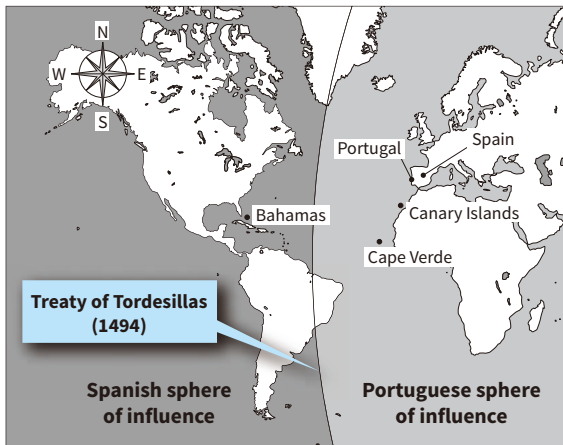 N
W
E
S
Portugal
Spain
Bahamas
Canary Islands
Cape Verde
Treaty of Tordesillas
(1494)
Spanish sphere
of influence
Portuguese sphere
of influence